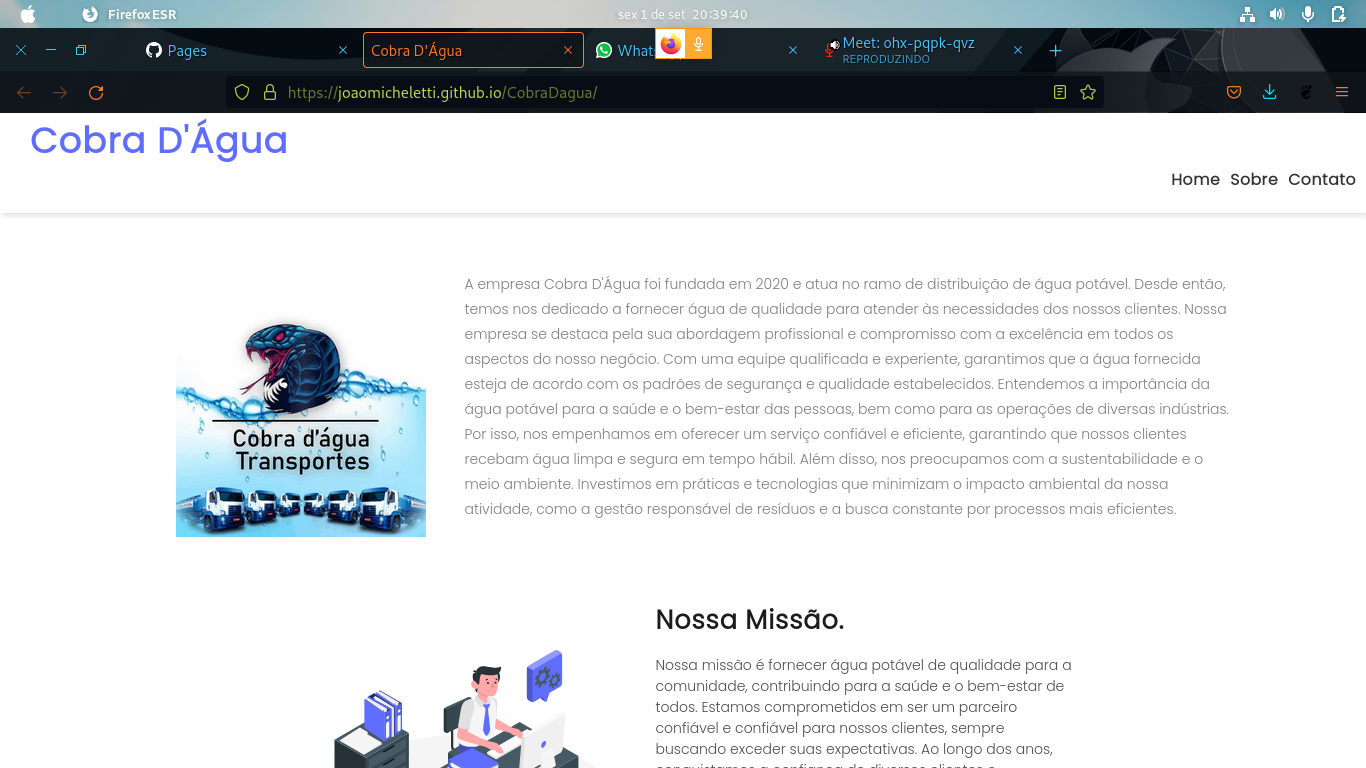 FirefoxESR
sex 1 de set 20:39:40
Pages
Cobra D'Água
Meet: ohx-pqpk-qvz
REPRODUZINDO
https://joaomicheletti.github.io/CobraDagua/
Cobra D'Água
Home Sobre Contato
A empresa Cobra D'Água foi fundada em 2020 e atua no ramo de distribuição de água potável. Desde então,
temos nos dedicado a fornecer água de qualidade para atender às necessidades dos nossos clientes. Nossa
empresa se destaca pela sua abordagem profissional e compromisso com a excelência em todos os
aspectos do nosso negócio. Com uma equipe qualificada e experiente, garantimos que a água fornecida
esteja de acordo com os padrões de segurança e qualidade estabelecidos. Entendemos a importância da
água potável para a saúde e o bem-estar das pessoas, bem como para as operações de diversas indústrias.
Por isso, nos empenhamos em oferecer um serviço confiável e eficiente, garantindo que nossos clientes
recebam água limpa e segura em tempo hábil. Além disso, nos preocupamos com a sustentabilidade e o
meio ambiente. Investimos em práticas e tecnologias que minimizam o impacto ambiental da nossa
atividade, como a gestão responsável de resíduos e a busca constante por processos mais eficientes.
Cobra d'água
Transportes
Nossa Missão.
Nossa missão é fornecer água potável de qualidade para a
comunidade, contribuindo para a saúde e o bem-estar de
todos. Estamos comprometidos em ser um parceiro
confiável e confiável para nossos clientes, sempre
buscando exceder suas expectativas. Ao longo dos anos,